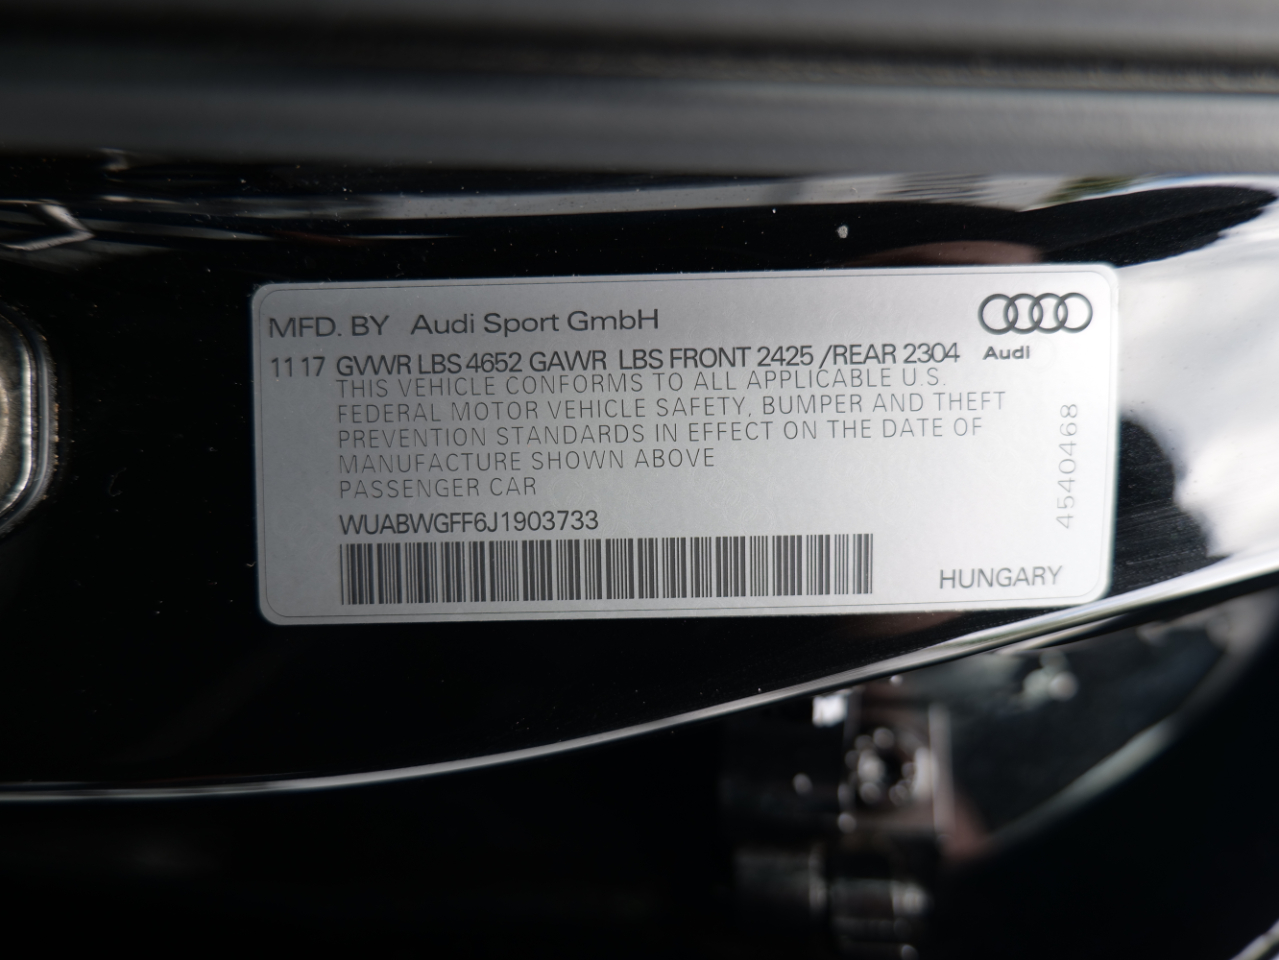 MFD. BY Audi Sport GmbH
Audi
11 17 GVWR LBS 4652 GAWR LBS FRONT 2425 /REAR 2304
THIS VEHICLE CONFORMS TO ALL APPLICABLE U.S.
FEDERAL MOTOR VEHICLE SAFETY, BUMPER AND THEFT
PREVENTION STANDARDS IN EFFECT ON THE DATE OF
MANUFACTURE SHOWN ABOVE
PASSENGER CAR
WUABWGFF6J1903733
HUNGARY
4540468